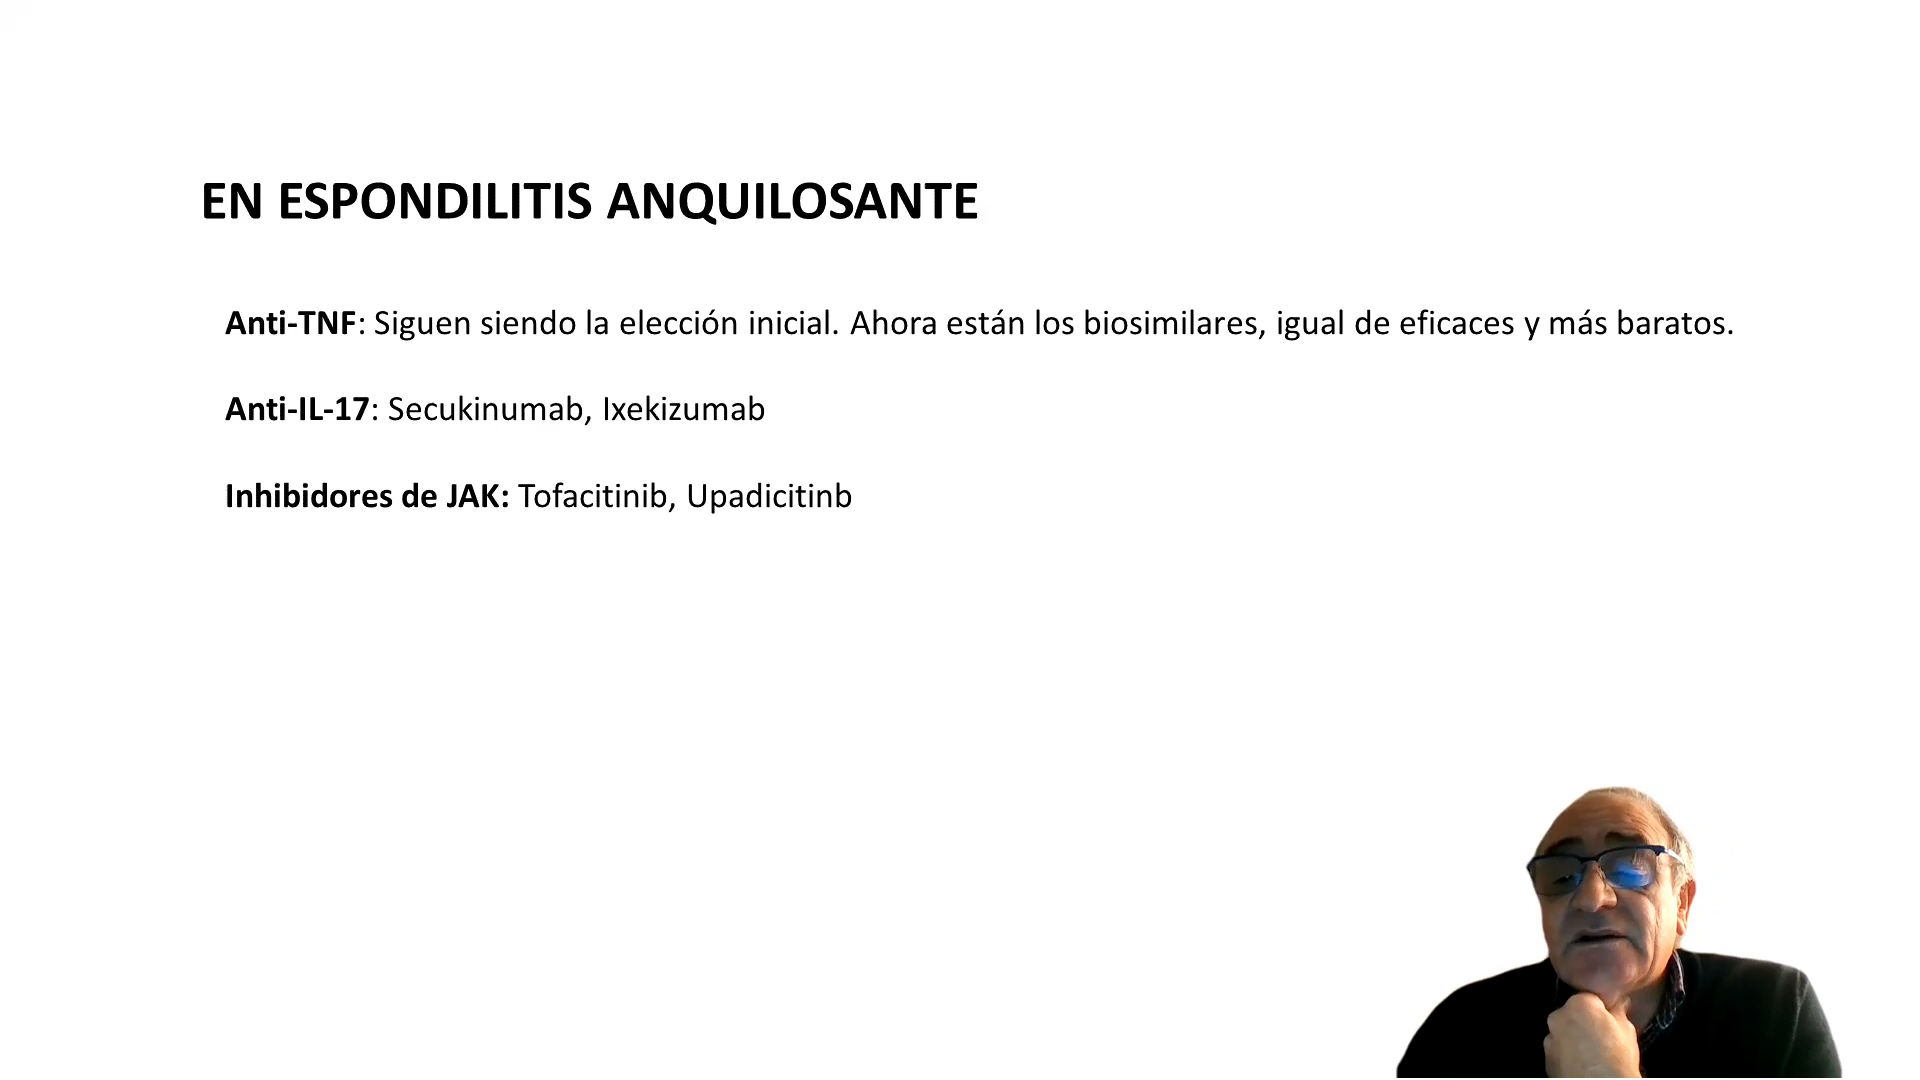 EN ESPONDILITIS ANQUILOSANTE
Anti-TNF: Siguen siendo la elección inicial. Ahora están los biosimilares, igual de eficaces y más baratos.
Anti-IL-17: Secukinumab, Ixekizumab
Inhibidores de JAK: Tofacitinib, Upadicitinb